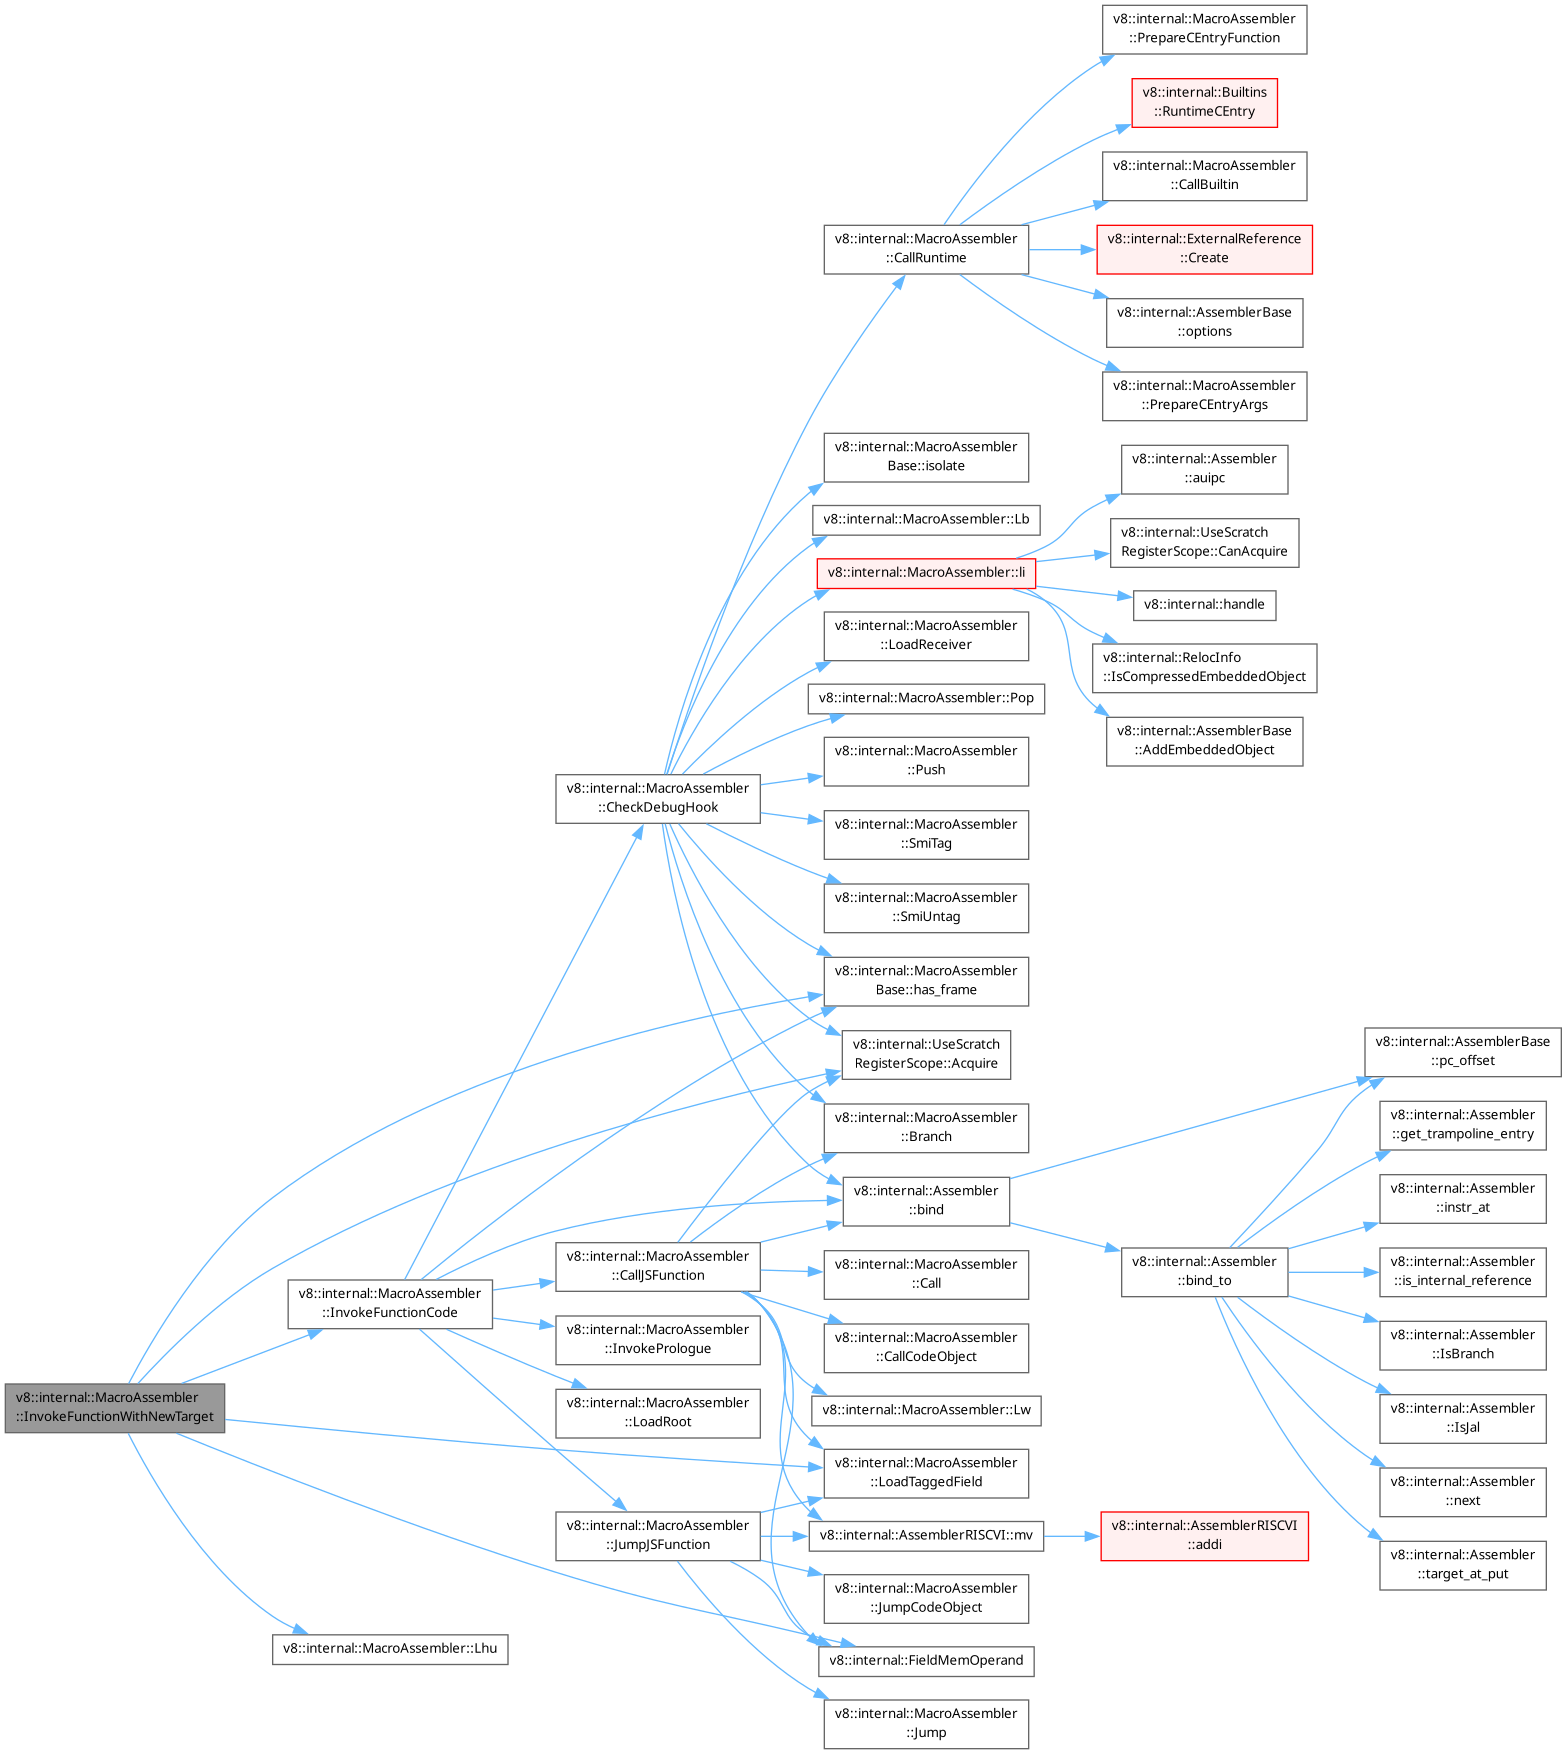 v8::internal::MacroAssembler
::PrepareCEntryFunction
v8::internal::Builtins
::RuntimeCEntry
v8::internal::MacroAssembler
::CallBuiltin
v8::internal::MacroAssembler
::CallRuntime
v8::internal::ExternalReference
::Create
v8::internal::AssemblerBase
::options
v8::internal::MacroAssembler
::PrepareCEntryArgs
v8::internal::MacroAssembler
Base::isolate
v8::internal::Assembler
::auipc
v8::internal::MacroAssembler::Lb
v8::internal::UseScratch
RegisterScope::CanAcquire
v8::internal::MacroAssembler::li
v8::internal::handle
v8::internal::MacroAssembler
::LoadReceiver
v8::internal::RelocInfo
::IsCompressedEmbeddedObject
v8::internal::MacroAssembler::Pop
v8::internal::AssemblerBase
::AddEmbeddedObject
v8::internal::MacroAssembler
::Push
v8::internal::MacroAssembler
::CheckDebugHook
v8::internal::MacroAssembler
::SmiTag
v8::internal::MacroAssembler
::SmiUntag
v8::internal::MacroAssembler
Base::has_frame
v8::internal::UseScratch
RegisterScope::Acquire
v8::internal::AssemblerBase
::pc_offset
v8::internal::MacroAssembler
::Branch
v8::internal::Assembler
::get_trampoline_entry
v8::internal::Assembler
::bind
v8::internal::Assembler
::instr_at
v8::internal::MacroAssembler
::CallJSFunction
v8::internal::MacroAssembler
::Call
v8::internal::Assembler
::bind_to
v8::internal::Assembler
::is_internal_reference
v8::internal::MacroAssembler
::InvokeFunctionCode
v8::internal::MacroAssembler
::InvokePrologue
v8::internal::MacroAssembler
::CallCodeObject
v8::internal::Assembler
::IsBranch
v8::internal::MacroAssembler
::InvokeFunctionWithNewTarget
v8::internal::MacroAssembler
::LoadRoot
v8::internal::MacroAssembler::Lw
v8::internal::Assembler
::IsJal
v8::internal::MacroAssembler
::LoadTaggedField
v8::internal::Assembler
::next
v8::internal::MacroAssembler
::JumpJSFunction
v8::internal::AssemblerRISCVI::mv
v8::internal::AssemblerRISCVI
::addi
v8::internal::Assembler
::target_at_put
v8::internal::MacroAssembler
::JumpCodeObject
v8::internal::MacroAssembler::Lhu
v8::internal::FieldMemOperand
v8::internal::MacroAssembler
::Jump